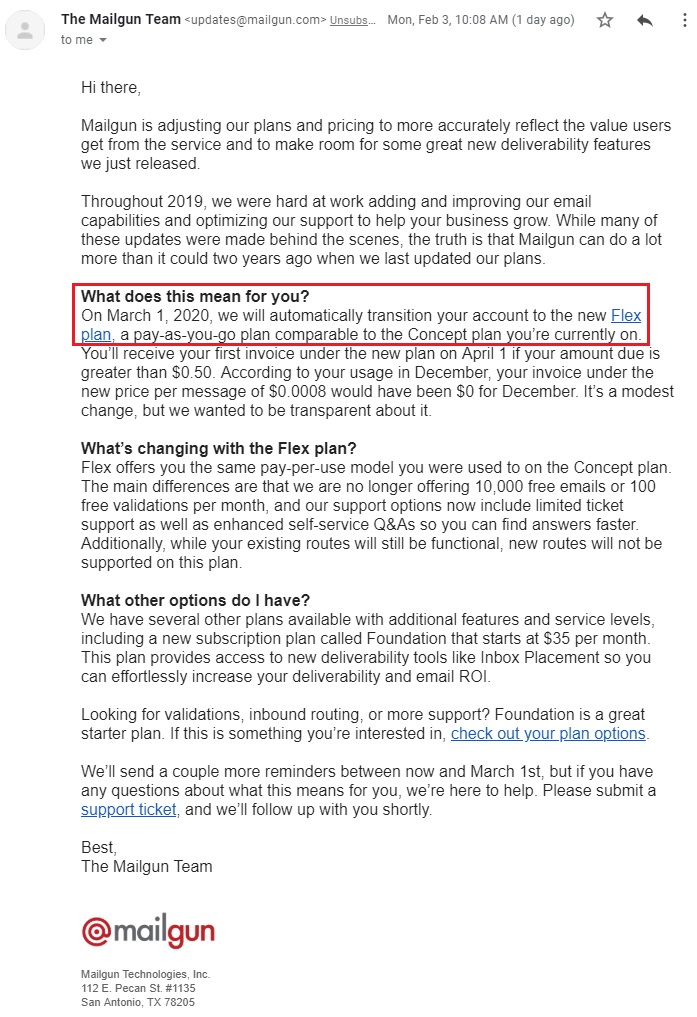 The Mailgun Team <updates@mailgun.com> Unsubs... Mon, Feb 3, 10:08 AM (1 day ago)
to me
Hi there,
Mailgun is adjusting our plans and pricing to more accurately reflect the value users
get from the service and to make room for some great new deliverability features
we just released.
Throughout 2019, we were hard at work adding and improving our email
capabilities and optimizing our support to help your business grow. While many of
these updates were made behind the scenes, the truth is that Mailgun can do a lot
more than it could two years ago when we last updated our plans.
What does this mean for you?
On March 1, 2020, we will automatically transition your account to the new Flex
plan, a pay-as-you-go plan comparable to the Concept plan you're currently on.
You'll receive your first invoice under the new plan on April 1 if your amount due is
greater than $0.50. According to your usage in December, your invoice under the
new price per message of $0.0008 would have been $0 for December. It's a modest
change, but we wanted to be transparent about it.
What's changing with the Flex plan?
Flex offers you the same pay-per-use model you were used to on the Concept plan.
The main differences are that we are no longer offering 10,000 free emails or 100
free validations per month, and our support options now include limited ticket
support as well as enhanced self-service Q&As so you can find answers faster.
Additionally, while your existing routes will still be functional, new routes will not be
supported on this plan.
What other options do I have?
We have several other plans available with additional features and service levels,
including a new subscription plan called Foundation that starts at $35 per month.
This plan provides access to new deliverability tools like Inbox Placement so you
can effortlessly increase your deliverability and email ROI.
Looking for validations, inbound routing, or more support? Foundation is a great
starter plan. If this is something you're interested in, check out your plan options.
We'll send a couple more reminders between now and March 1st, but if you have
any questions about what this means for you, we're here to help. Please submit a
support ticket, and we'll follow up with you shortly.
Best,
The Mailgun Team
@mailgun
Mailgun Technologies, Inc.
112 E. Pecan St. #1135
San Antonio, TX 78205